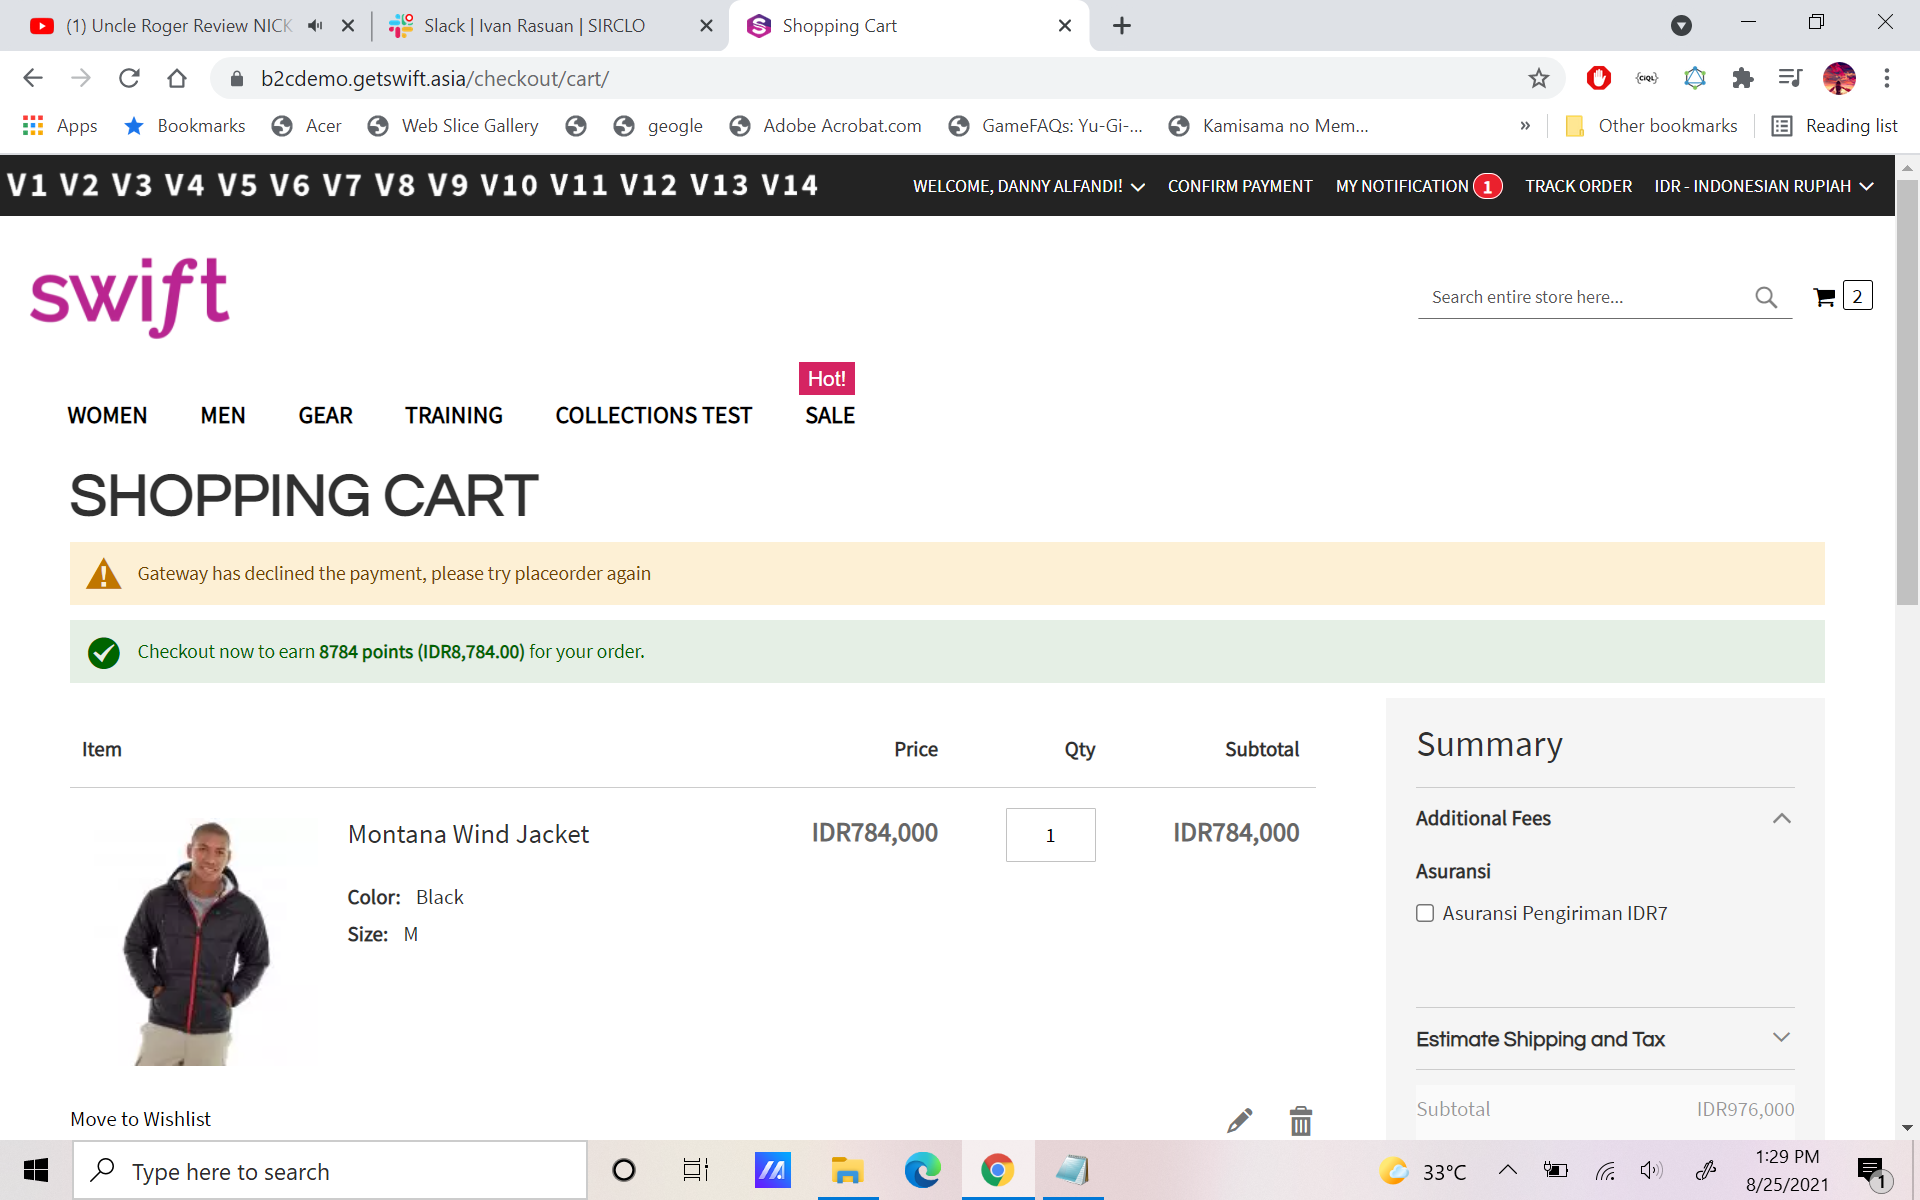 (1) Uncle Roger Review NICK
Slack | Ivan Rasuan | SIRCLO
Shopping Cart
b2cdemo.getswift.asia/checkout/cart/
Apps
Bookmarks
Acer
Web Slice Gallery
geogle
Adobe Acrobat.com
GameFAQs: Yu-Gi-...
Kamisama no Mem...
»
Other bookmarks
Reading list
V1 V2 V3 V4 V5 V6 V7 V8 V9 V10 V11 V12 V13 V14
WELCOME, DANNY ALFANDI!
CONFIRM PAYMENT
MY NOTIFICATION 1
TRACK ORDER
IDR - INDONESIAN RUPIAH
swift
Search entire store here...
2
Hot!
WOMEN MEN GEAR TRAINING COLLECTIONS TEST SALE
SHOPPING CART
Gateway has declined the payment, please try placeorder again
Checkout now to earn 8784 points (IDR8,784.00) for your order.
Item Price Qty Subtotal
Montana Wind Jacket IDR784,000 1 IDR784,000
Color: Black
Size: M
Move to Wishlist
Summary
Additional Fees
Asuransi
Asuransi Pengiriman IDR7
Estimate Shipping and Tax
Subtotal IDR976,000
Type here to search
33°C
1:29 PM
8/25/2021
1